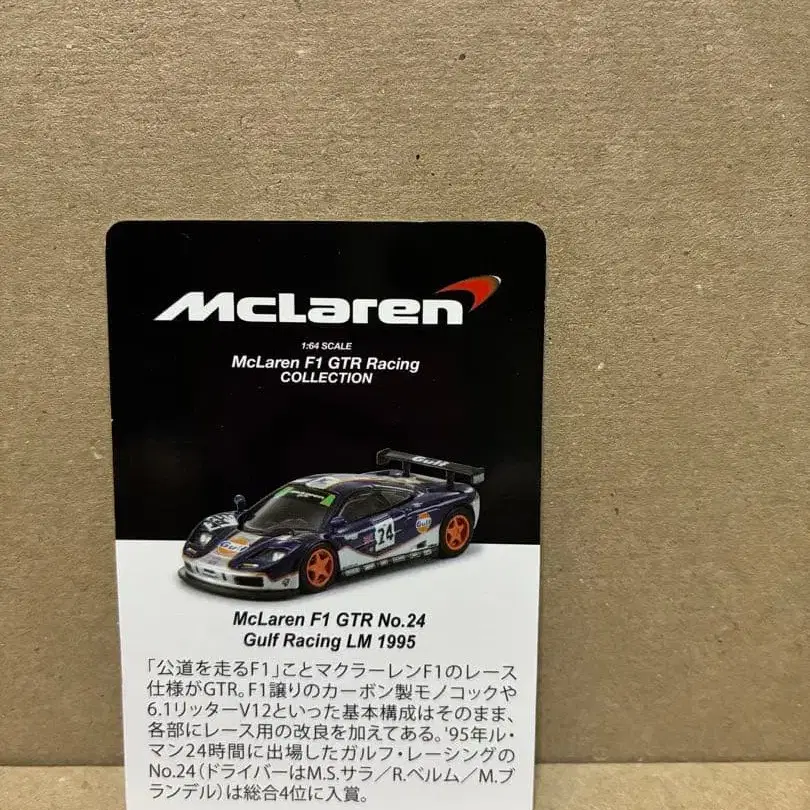 McLaren
1:64 SCALE
McLaren F1 GTR Racing
COLLECTION
Gulf
24
Gulf
Gulf
McLaren F1 GTR No.24
Gulf Racing LM 1995
「公道を走るF1」ことマクラーレンF1のレース
仕様がGTR。F1譲りのカーボン製モノコックや
6.1リッターV12といった基本構成はそのまま、
各部にレース用の改良を加えてある。'95年ル・
マン24時間に出場したガルフ・レーシングの
No.24（ドライバーはM.S.サラ／R.ベルム／M.ブ
ランデル）は総合4位に入賞。